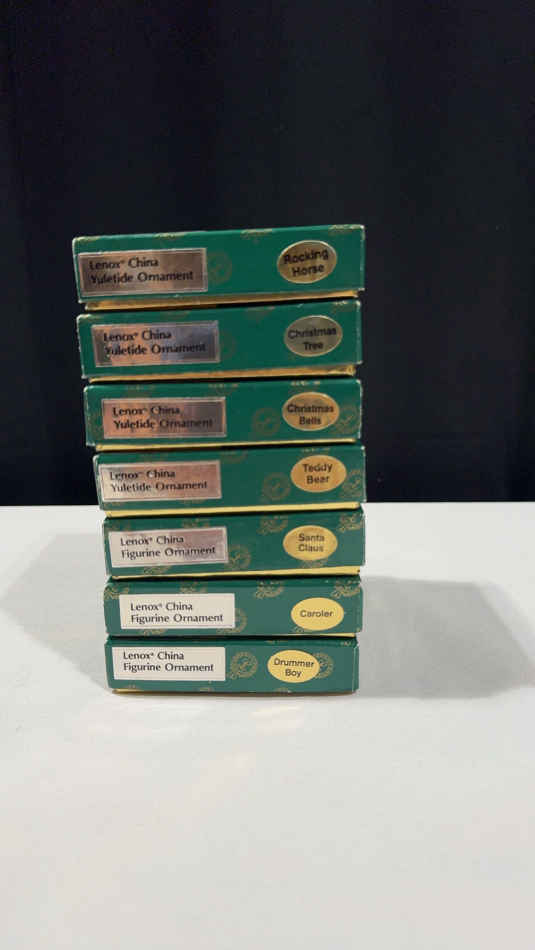 Lenox® China
Yuletide Ornament
Rocking
Horse
Lenox® China
Yuletide Ornament
Christmas
Tree
Lenox® China
Yuletide Ornament
Christmas
Bells
Lenox® China
Yuletide Ornament
Teddy
Bear
Lenox® China
Figurine Ornament
Santa
Claus
Lenox® China
Figurine Ornament
Caroler
Lenox® China
Figurine Ornament
Drummer
Boy